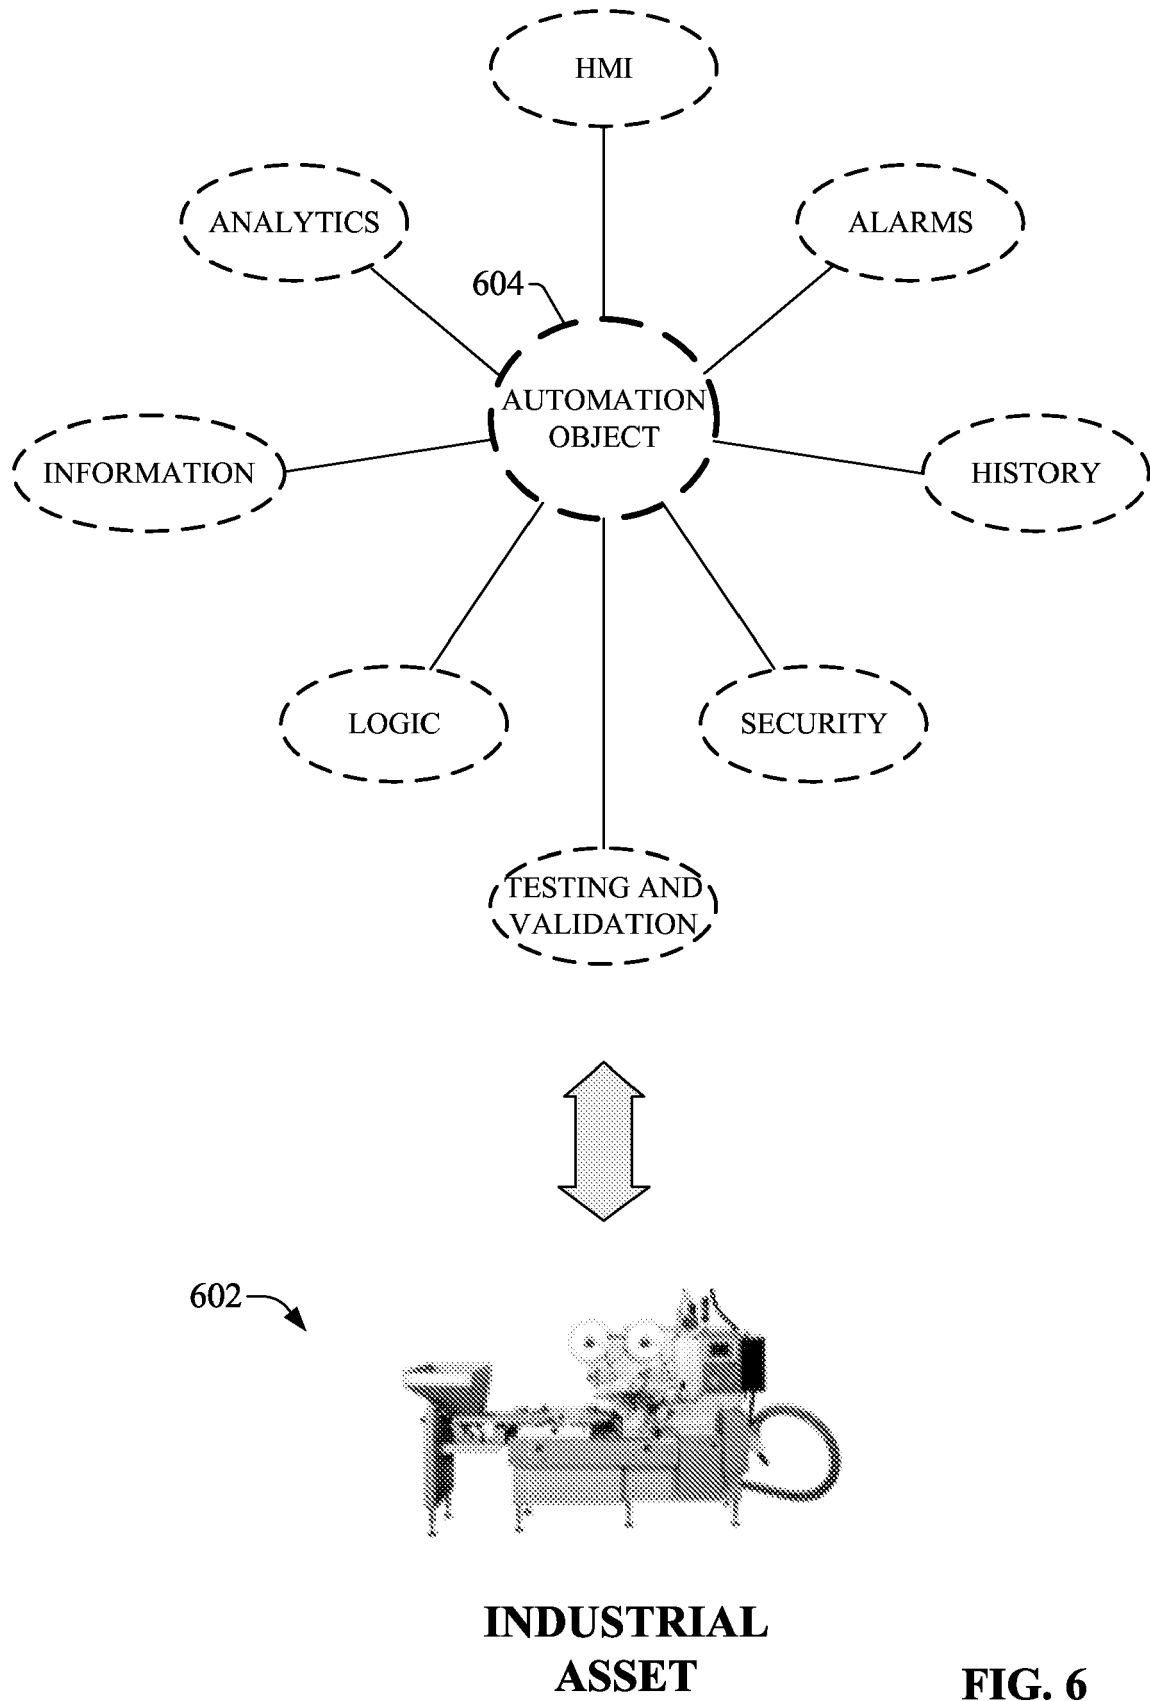 HMI
ANALYTICS
ALARMS
604
AUTOMATION
OBJECT
INFORMATION
HISTORY
LOGIC
SECURITY
TESTING AND
VALIDATION
602
INDUSTRIAL
ASSET
FIG. 6